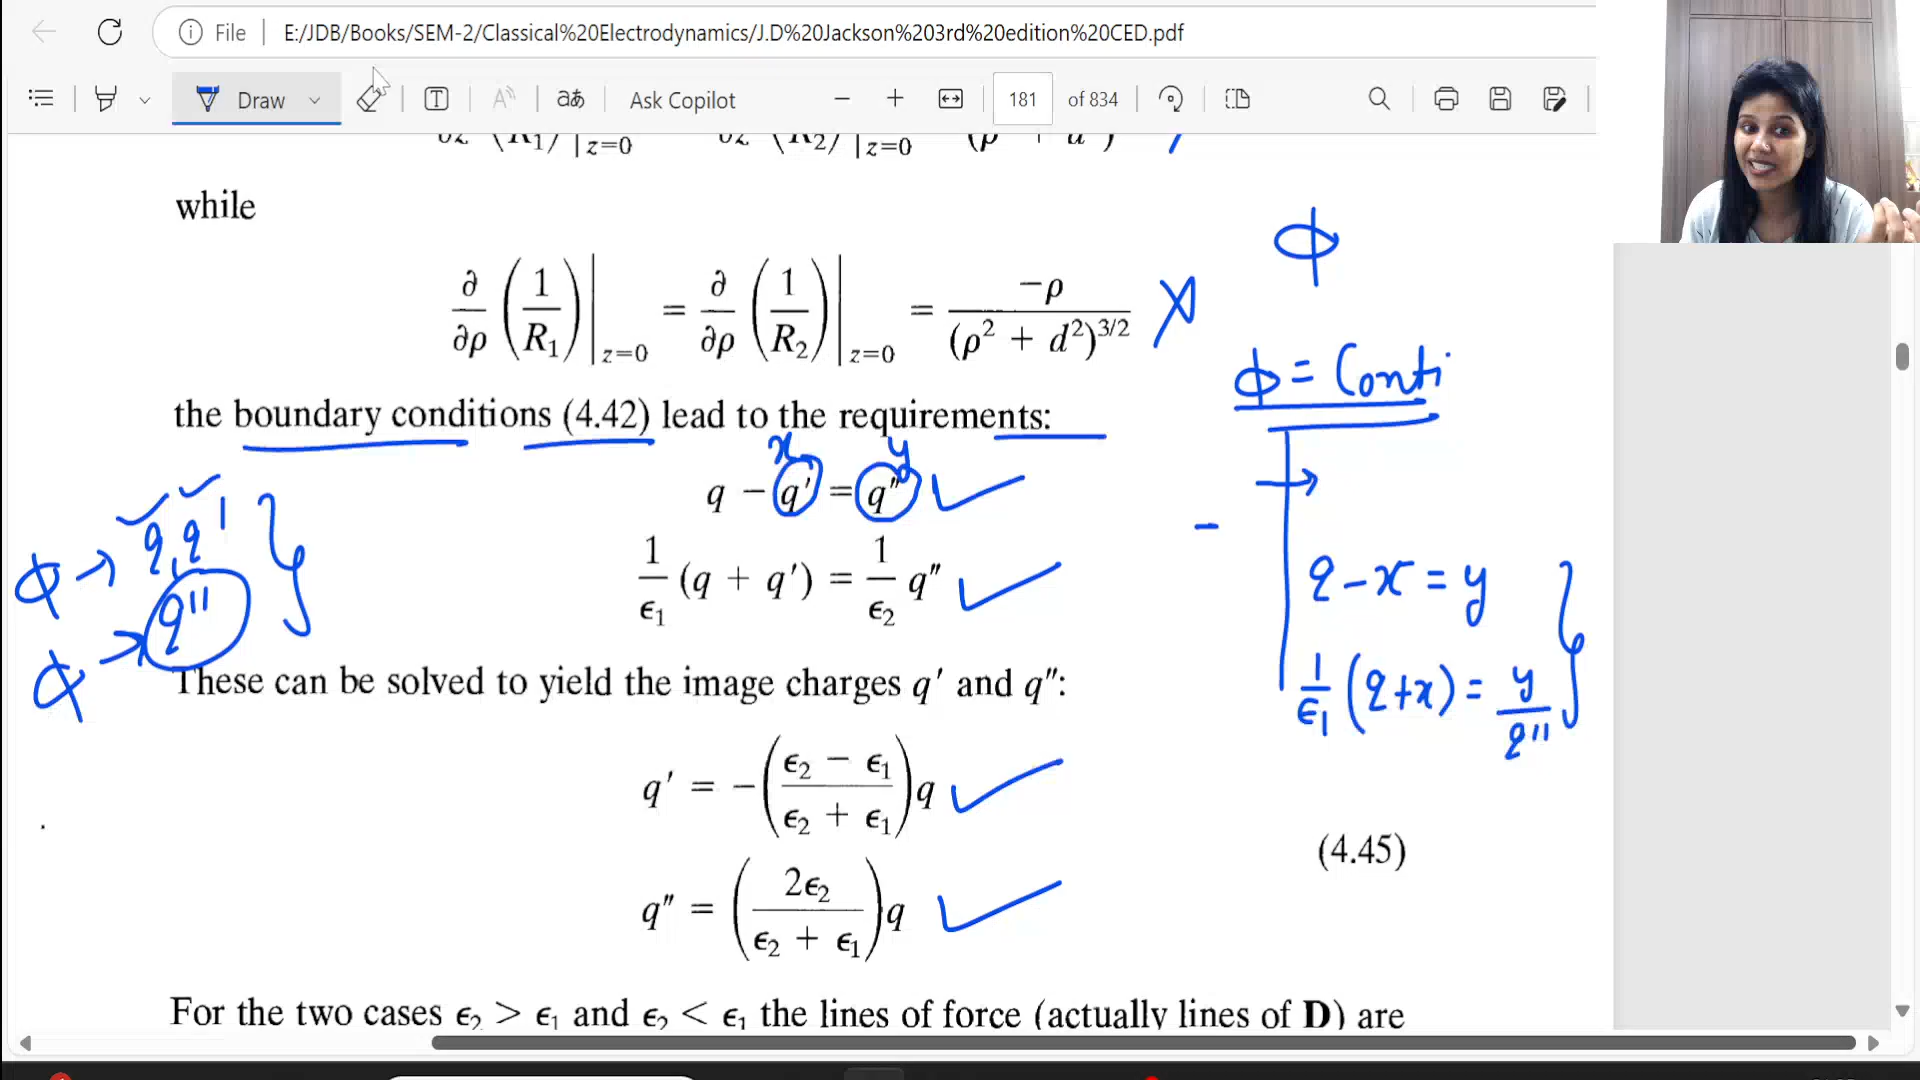 File E:/JDB/Books/SEM-2/Classical%20Electrodynamics/J.D%20Jackson%203rd%20edition%20CED.pdf
Draw Ask Copilot 181 of 834
while
∂/∂ρ (1/R₁)|z=0 = ∂/∂ρ (1/R₂)|z=0 = −ρ/(ρ² + d²)^3/2
ϕ
ϕ = Conti
the boundary conditions (4.42) lead to the requirements:
x y
q − q′ = q″
1/ϵ₁ (q + q′) = 1/ϵ₂ q″
ϕ → q, q′
ϕ → q″
q − x = y
1/ϵ₁ (q + x) = y/q″
These can be solved to yield the image charges q′ and q″:
q′ = −(ϵ₂ − ϵ₁/ϵ₂ + ϵ₁)q
(4.45)
q″ = (2ϵ₂/ϵ₂ + ϵ₁)q
For the two cases ϵ₂ > ϵ₁ and ϵ₂ < ϵ₁ the lines of force (actually lines of D) are